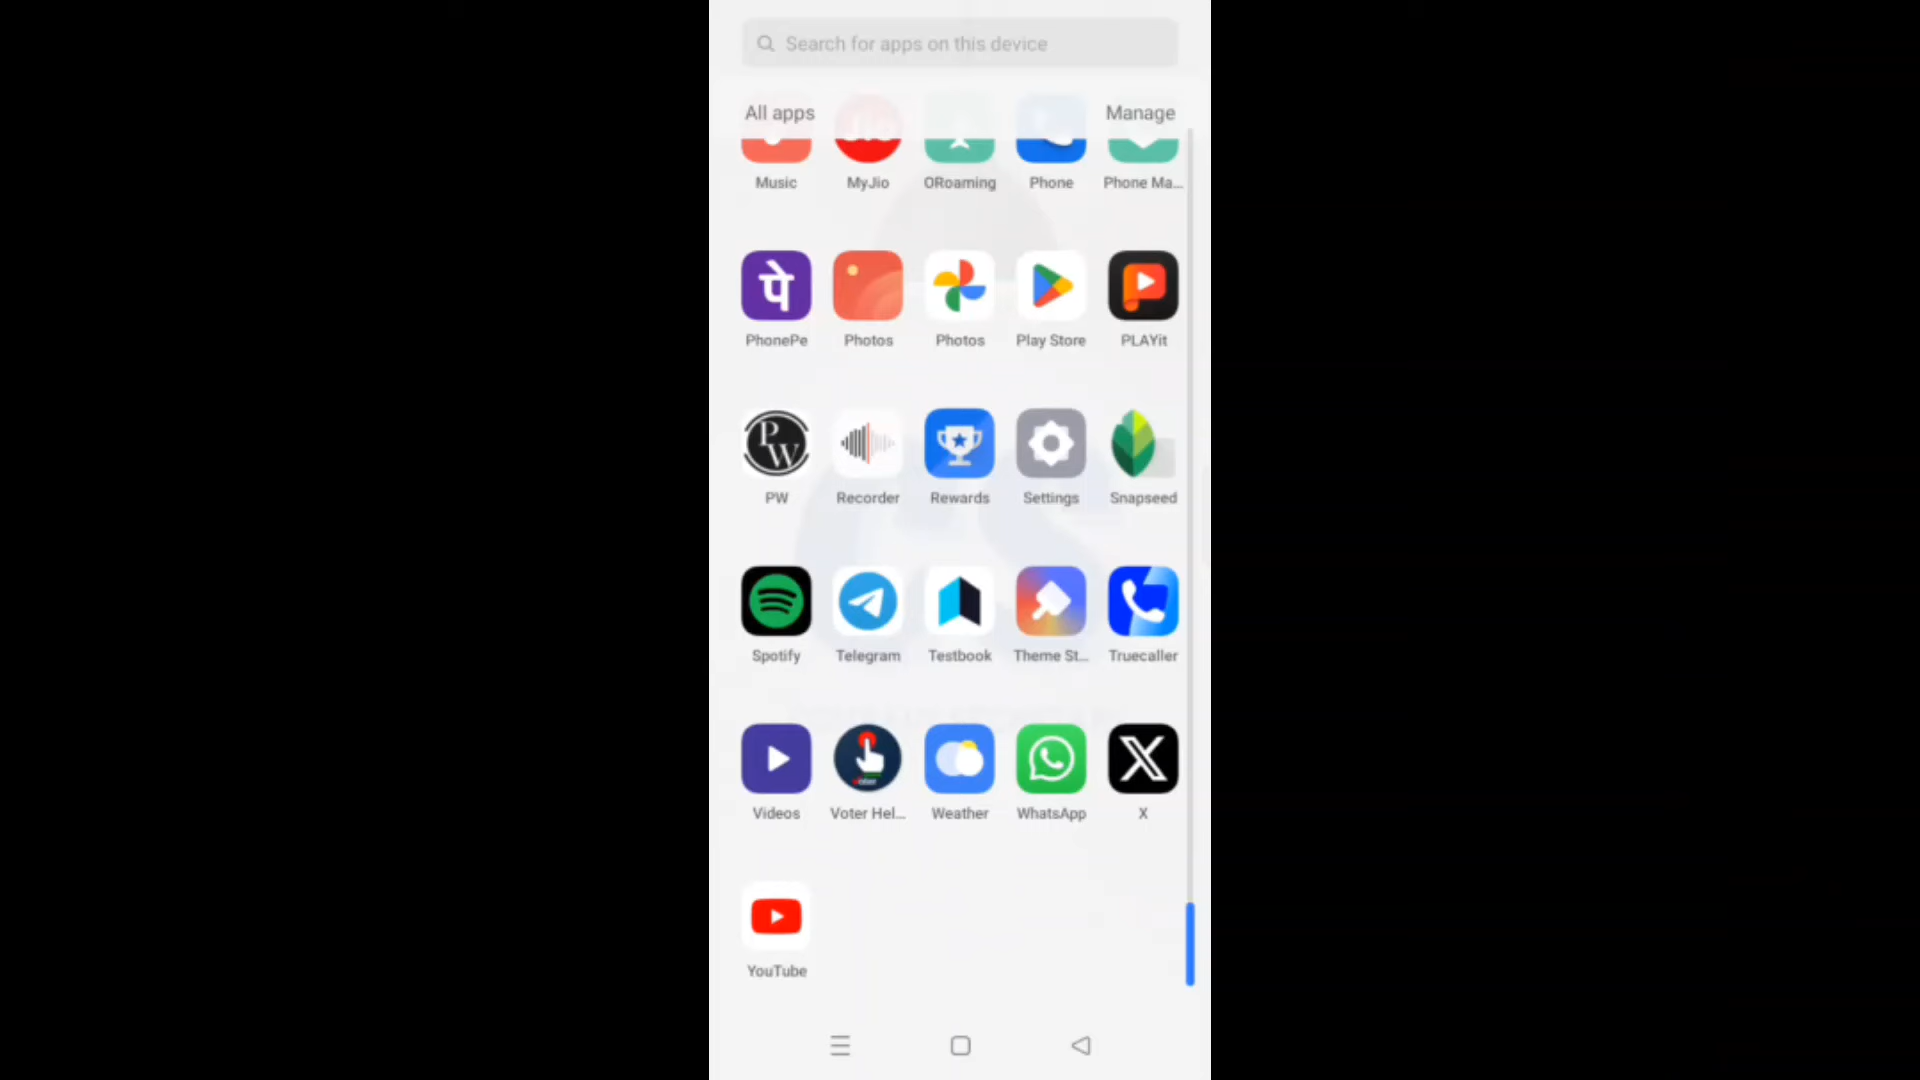 Search for apps on this device
All apps
Manage
Music MyJio ORoaming Phone Phone Ma...
पे
PhonePe Photos Photos Play Store PLAYit
PW
PW Recorder Rewards Settings Snapseed
Spotify Telegram Testbook Theme St... Truecaller
Videos Voter Hel... Weather WhatsApp X
YouTube